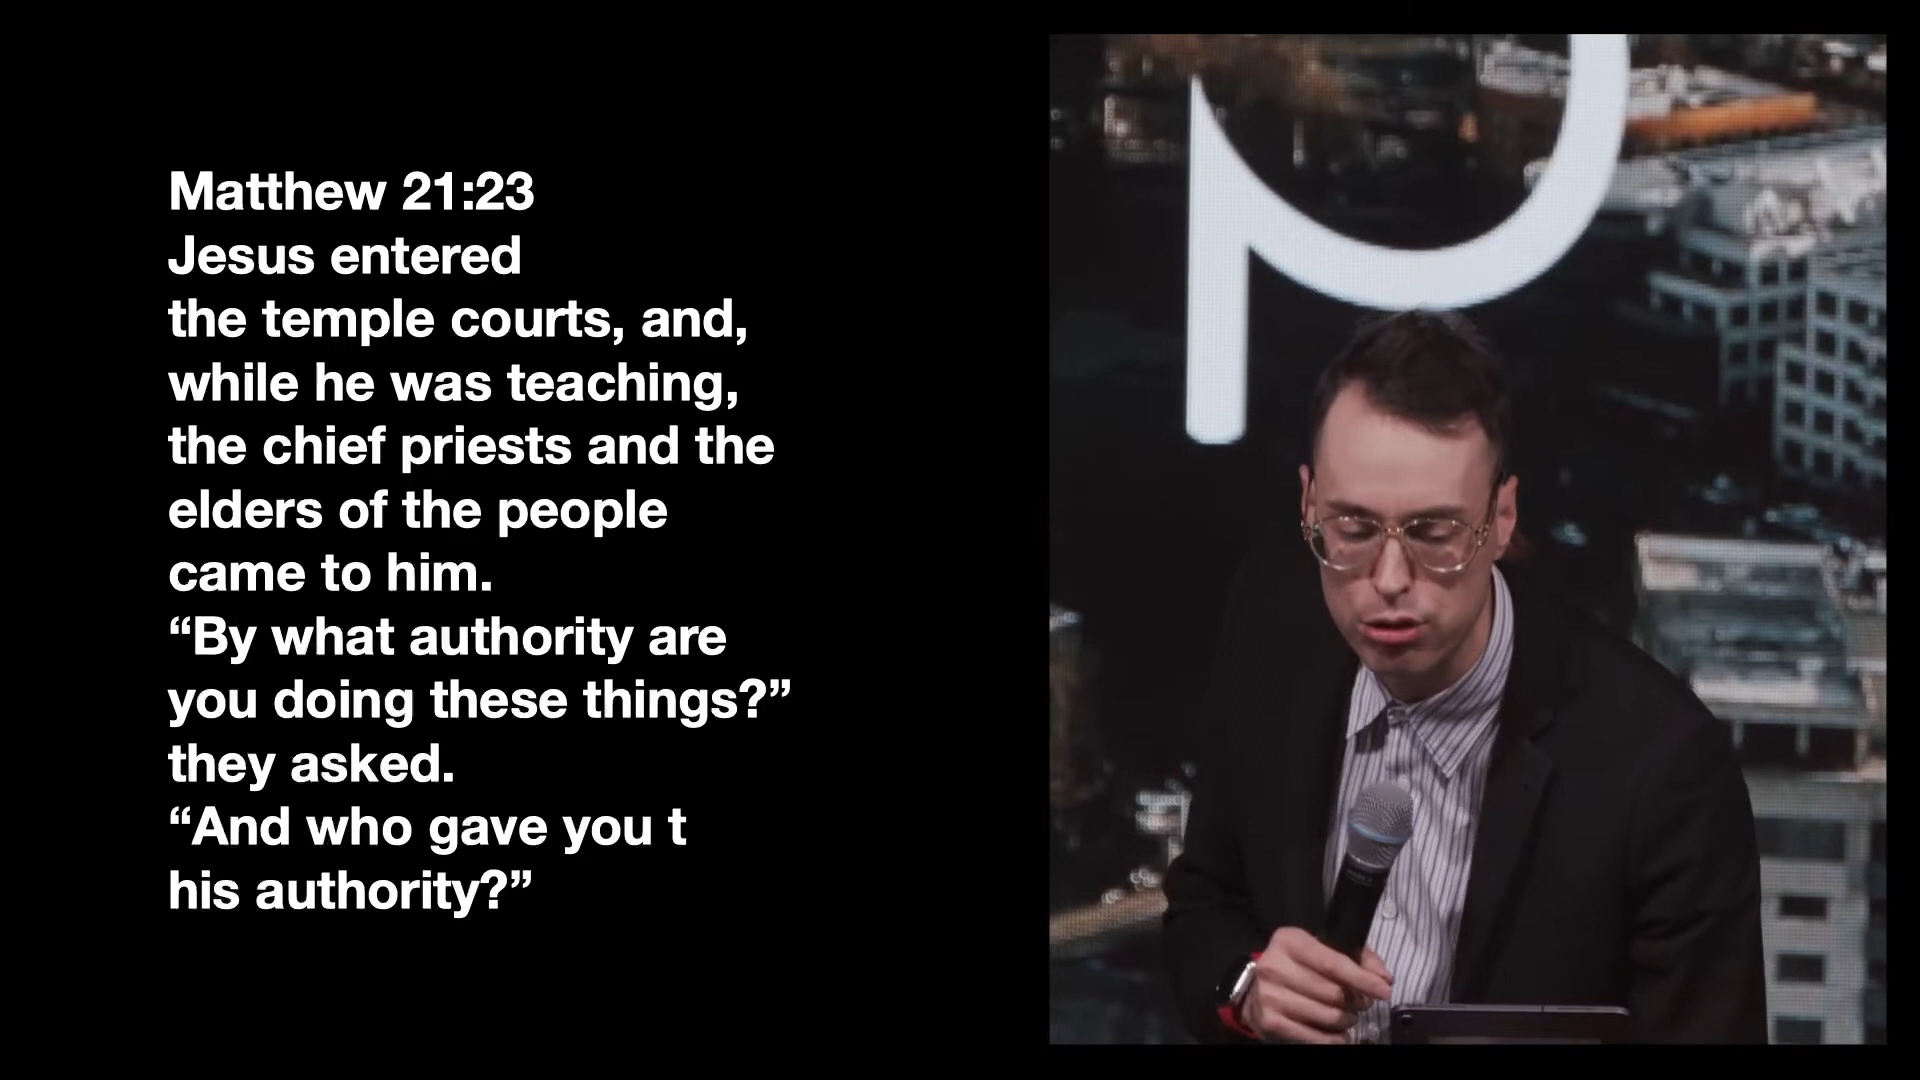 Matthew 21:23
Jesus entered
the temple courts, and,
while he was teaching,
the chief priests and the
elders of the people
came to him.
“By what authority are
you doing these things?”
they asked.
“And who gave you t
his authority?”